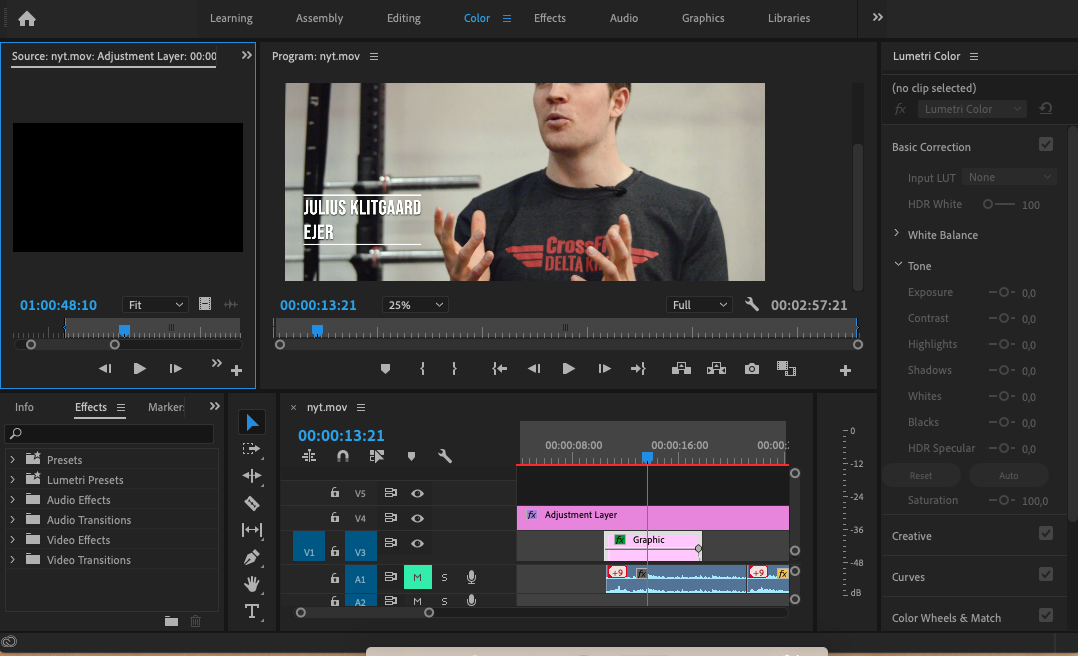 Learning Assembly Editing Color Effects Audio Graphics Libraries
Source: nyt.mov: Adjustment Layer: 00:00
Program: nyt.mov
Lumetri Color
(no clip selected)
fx Lumetri Color
Basic Correction
Input LUT None
HDR White 100
White Balance
Tone
Exposure 0,0
Contrast 0,0
Highlights 0,0
Shadows 0,0
Whites 0,0
Blacks 0,0
HDR Specular 0,0
Reset Auto
Saturation 100,0
Creative
Curves
Color Wheels & Match
JULIUS KLITGAARD
EJER
CrossFit
DELTA
01:00:48:10 Fit
00:00:13:21 25% Full 00:02:57:21
Info Effects Marker
Presets
Lumetri Presets
Audio Effects
Audio Transitions
Video Effects
Video Transitions
× nyt.mov
00:00:13:21
00:00:08:00 00:00:16:00 00:00:
V5
V4 fx Adjustment Layer
V1 V3 fx Graphic
A1 M S +9 fx +9 fx
A2 M S
T
0
-12
-24
-36
-48
dB